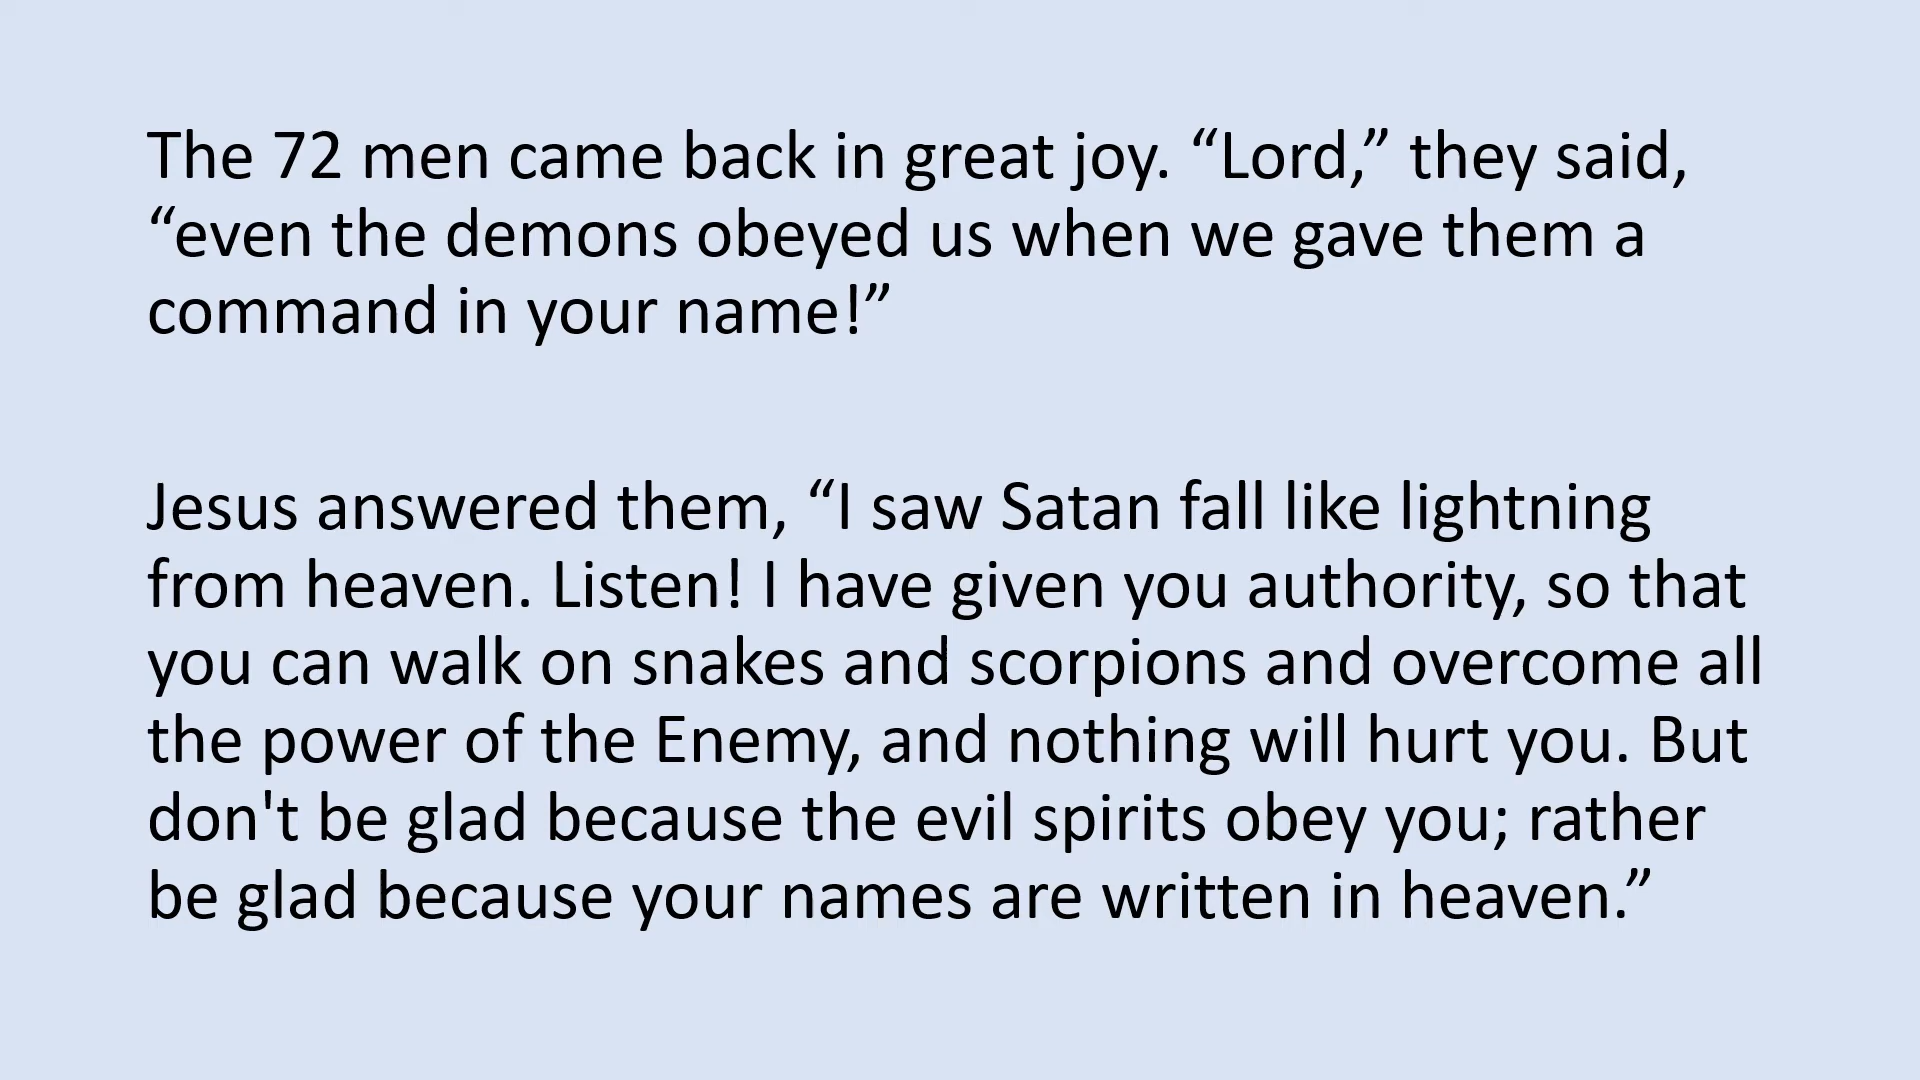 The 72 men came back in great joy. “Lord,” they said,
“even the demons obeyed us when we gave them a
command in your name!”
Jesus answered them, “I saw Satan fall like lightning
from heaven. Listen! I have given you authority, so that
you can walk on snakes and scorpions and overcome all
the power of the Enemy, and nothing will hurt you. But
don't be glad because the evil spirits obey you; rather
be glad because your names are written in heaven.”